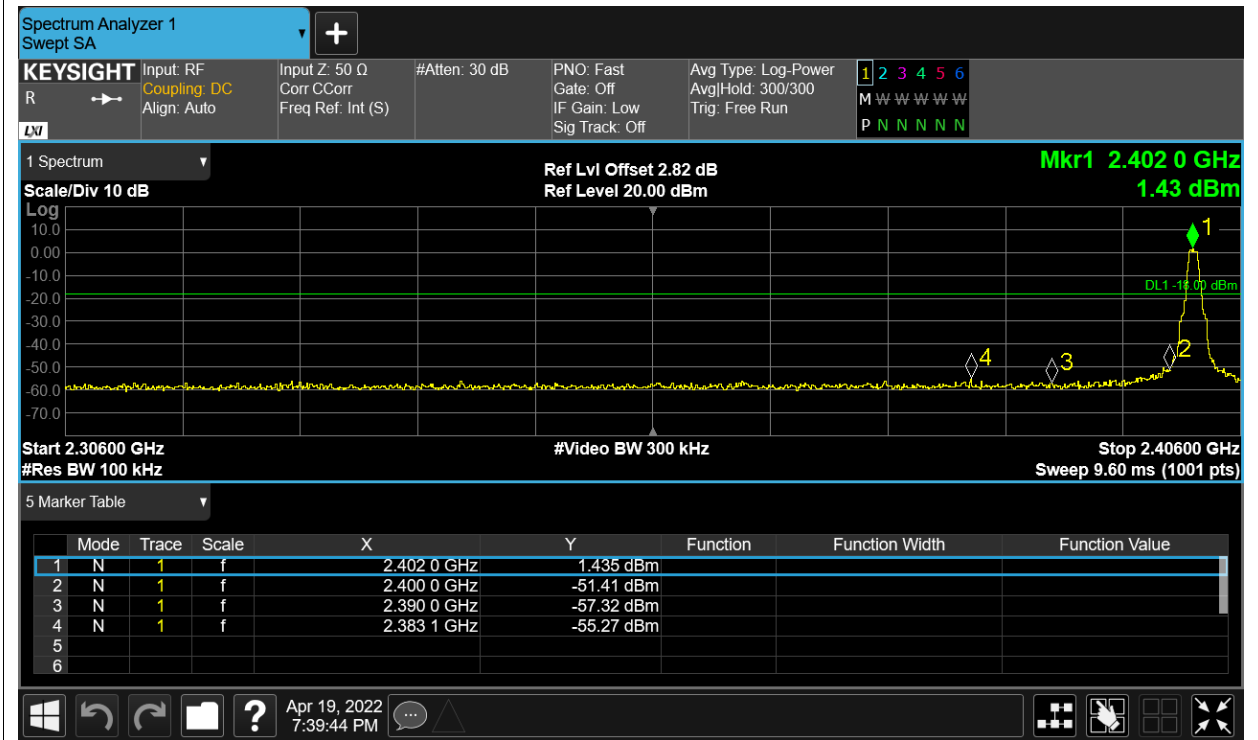 Spectrum Analyzer 1
Swept SA
+
KEYSIGHT
R
LXI
Input: RF
Coupling: DC
Align: Auto
Input Z: 50 Ω
Corr CCorr
Freq Ref: Int (S)
#Atten: 30 dB
PNO: Fast
Gate: Off
IF Gain: Low
Sig Track: Off
Avg Type: Log-Power
Avg|Hold: 300/300
Trig: Free Run
1 2 3 4 5 6
M W W W W W
P N N N N N
1 Spectrum
Scale/Div 10 dB
Ref Lvl Offset 2.82 dB
Ref Level 20.00 dBm
Mkr1 2.402 0 GHz
1.43 dBm
Log
10.0
0.00
-10.0
-20.0
-30.0
-40.0
-50.0
-60.0
-70.0
1
DL1 -18.00 dBm
4
3
2
Start 2.30600 GHz
#Video BW 300 kHz
Stop 2.40600 GHz
#Res BW 100 kHz
Sweep 9.60 ms (1001 pts)
5 Marker Table
Mode Trace Scale X Y Function Function Width Function Value
1 N 1 f 2.402 0 GHz 1.435 dBm
2 N 1 f 2.400 0 GHz -51.41 dBm
3 N 1 f 2.390 0 GHz -57.32 dBm
4 N 1 f 2.383 1 GHz -55.27 dBm
5
6
?
Apr 19, 2022
7:39:44 PM